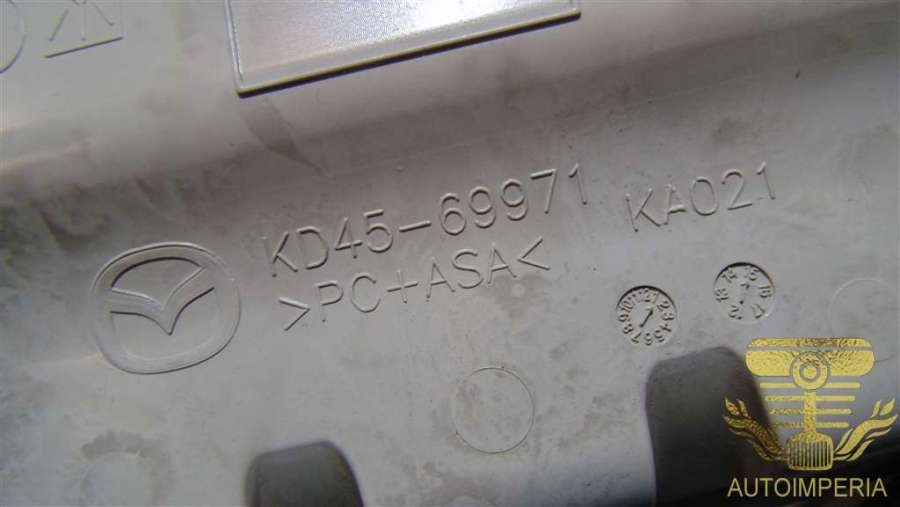 KD45-69971 KA021
>PC+ASA<
AUTOIMPERIA